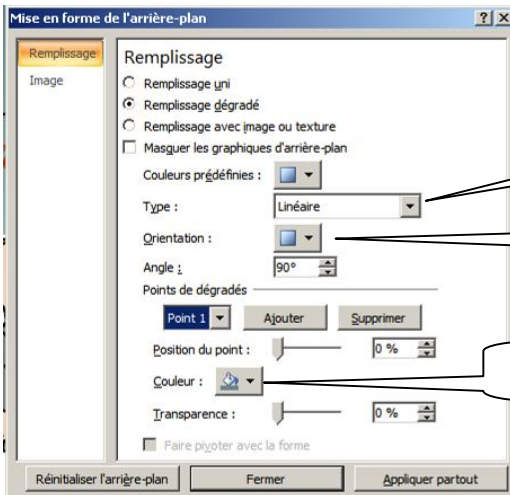 Mise en forme de l'arrière-plan
Remplissage
Image
Remplissage
Remplissage uni
Remplissage dégradé
Remplissage avec image ou texture
Masquer les graphiques d'arrière-plan
Couleurs prédéfinies :
Type : Linéaire
Orientation :
Angle : 90°
Points de dégradés
Point 1 Ajouter Supprimer
Position du point : 0 %
Couleur :
Transparence : 0 %
Faire pivoter avec la forme
Réinitialiser l'arrière-plan Fermer Appliquer partout